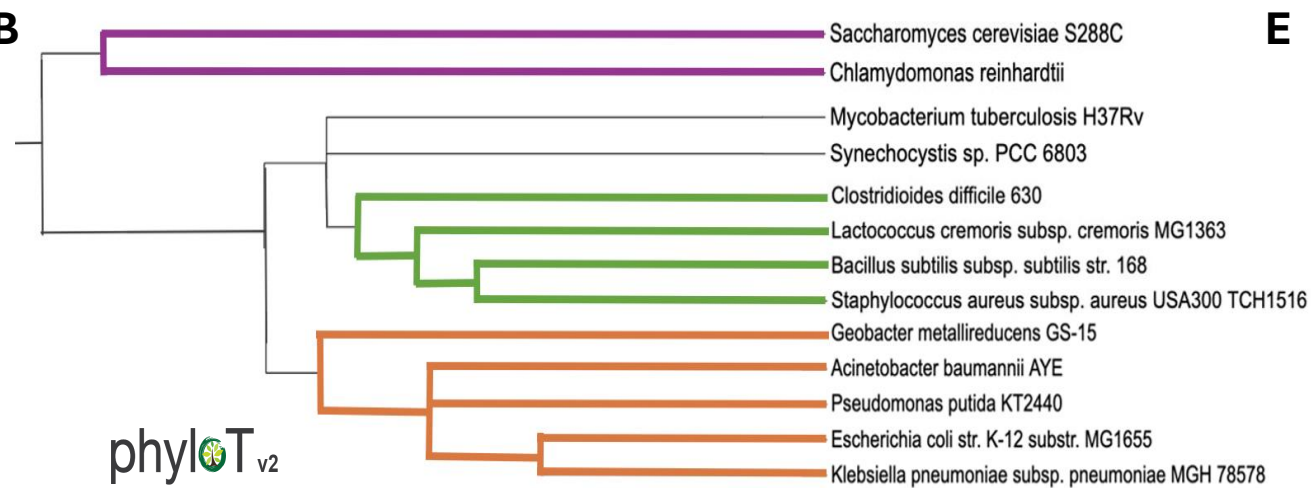 B
E
Saccharomyces cerevisiae S288C
Chlamydomonas reinhardtii
Mycobacterium tuberculosis H37Rv
Synechocystis sp. PCC 6803
Clostridioides difficile 630
Lactococcus cremoris subsp. cremoris MG1363
Bacillus subtilis subsp. subtilis str. 168
Staphylococcus aureus subsp. aureus USA300 TCH1516
Geobacter metallireducens GS-15
Acinetobacter baumannii AYE
Pseudomonas putida KT2440
Escherichia coli str. K-12 substr. MG1655
Klebsiella pneumoniae subsp. pneumoniae MGH 78578
phyloT v2